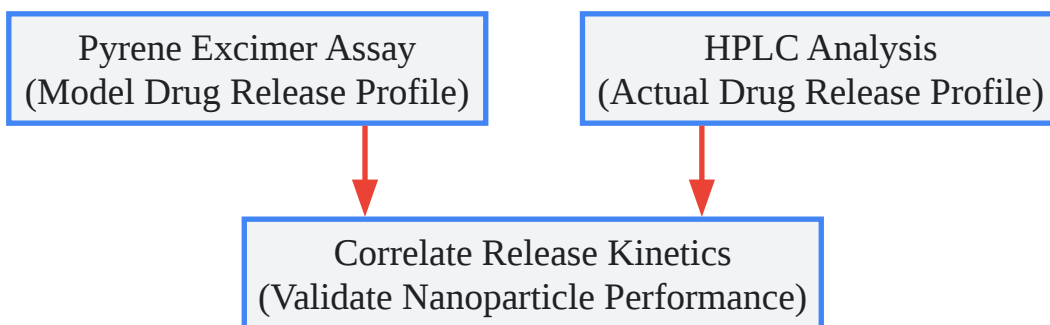 Pyrene Excimer Assay
(Model Drug Release Profile)
HPLC Analysis
(Actual Drug Release Profile)
Correlate Release Kinetics
(Validate Nanoparticle Performance)